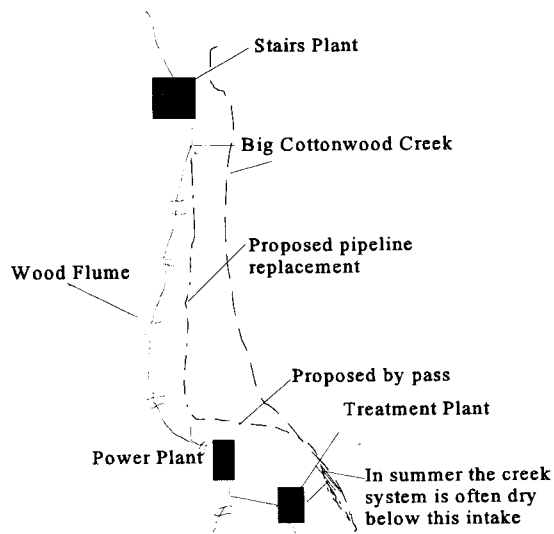 Stairs Plant
Big Cottonwood Creek
Proposed pipeline
replacement
Wood Flume
Proposed by pass
Treatment Plant
Power Plant
In summer the creek
system is often dry
below this intake